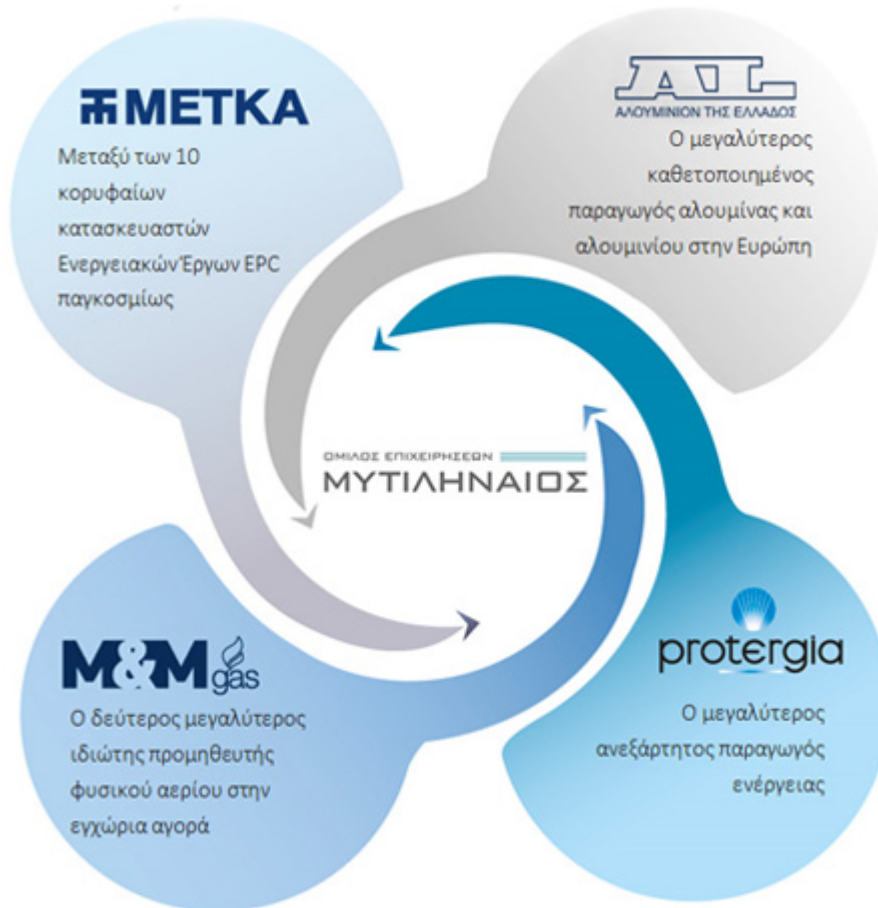 METKA
Μεταξύ των 10
κορυφαίων
κατασκευαστών
Ενεργειακών Έργων EPC
παγκοσμίως
ΑΛΟΥΜΙΝΙΟΝ ΤΗΣ ΕΛΛΑΔΟΣ
Ο μεγαλύτερος
καθετοποιημένος
παραγωγός αλουμίνας και
αλουμινίου στην Ευρώπη
ΟΜΙΛΟΣ ΕΠΙΧΕΙΡΗΣΕΩΝ
ΜΥΤΙΛΗΝΑΙΟΣ
M&M gas
Ο δεύτερος μεγαλύτερος
ιδιώτης προμηθευτής
φυσικού αερίου στην
εγχώρια αγορά
protergia
Ο μεγαλύτερος
ανεξάρτητος παραγωγός
ενέργειας